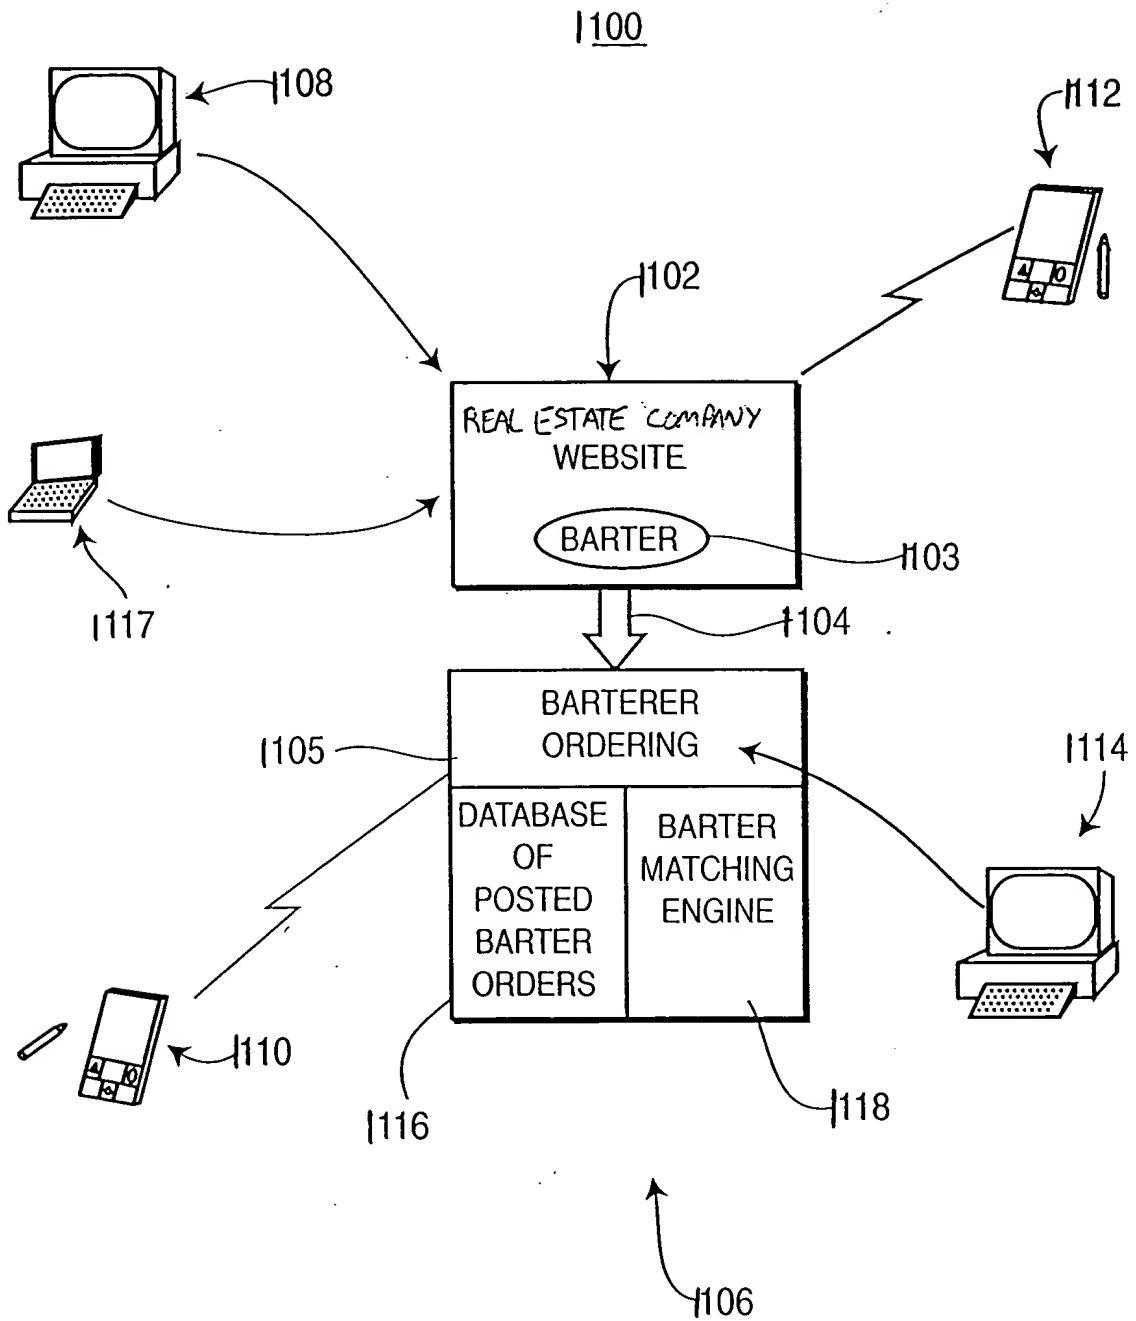 1100
1108
1112
1102
REAL ESTATE COMPANY
WEBSITE
BARTER
1103
1117
1104
BARTERER
ORDERING
1105
1114
DATABASE
OF
POSTED
BARTER
ORDERS
BARTER
MATCHING
ENGINE
1110
1116
1118
1106